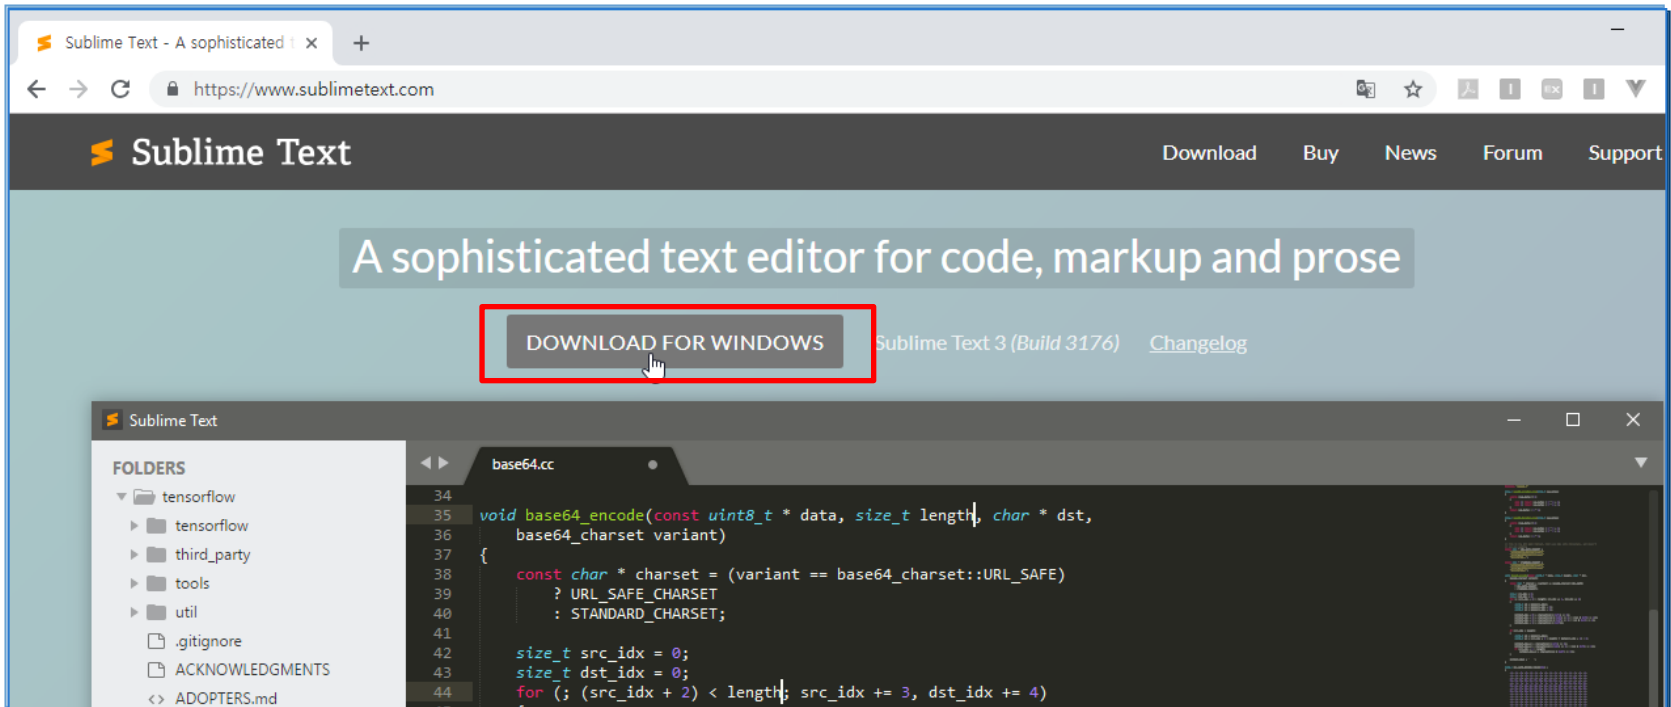 Sublime Text - A sophisticated
https://www.sublimetext.com
Sublime Text
Download Buy News Forum Support
A sophisticated text editor for code, markup and prose
DOWNLOAD FOR WINDOWS Sublime Text 3 (Build 3176) Changelog
Sublime Text
FOLDERS
tensorflow
tensorflow
third_party
tools
util
.gitignore
ACKNOWLEDGMENTS
ADOPTERS.md
base64.cc
34
35 void base64_encode(const uint8_t * data, size_t length, char * dst,
36 base64_charset variant)
37 {
38 const char * charset = (variant == base64_charset::URL_SAFE)
39 ? URL_SAFE_CHARSET
40 : STANDARD_CHARSET;
41
42 size_t src_idx = 0;
43 size_t dst_idx = 0;
44 for (; (src_idx + 2) < length; src_idx += 3, dst_idx += 4)